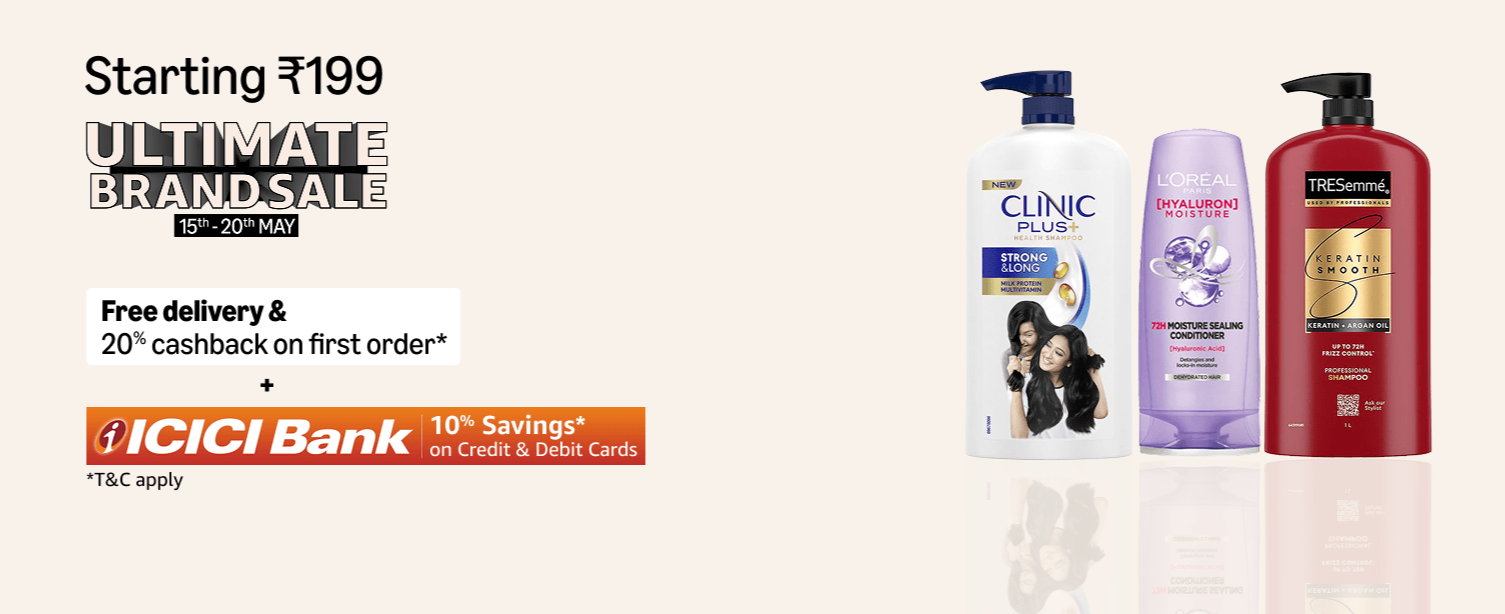 Starting ₹199
ULTIMATE
BRAND SALE
15th - 20th MAY
Free delivery &
20% cashback on first order*
+
ICICI Bank
10% Savings*
on Credit & Debit Cards
*T&C apply
NEW
CLINIC
PLUS+
HEALTH SHAMPOO
STRONG
&LONG
MILK PROTEIN
MULTIVITAMIN
L'ORÉAL
PARIS
[HYALURON]
MOISTURE
72H MOISTURE SEALING
CONDITIONER
[Hyaluronic Acid]
Detangles and
locks-in moisture
DEHYDRATED HAIR
TRESemmé
USED BY PROFESSIONALS
KERATIN
SMOOTH
KERATIN + ARGAN OIL
UP TO 72H
FRIZZ CONTROL*
PROFESSIONAL
SHAMPOO
Ask our
Stylist
1 L